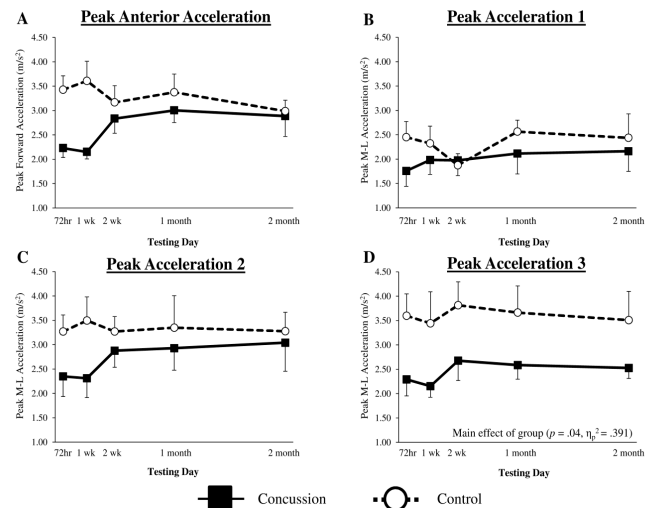 A
Peak Anterior Acceleration
Peak Forward Acceleration (m/s²)
4.50
4.00
3.50
3.00
2.50
2.00
1.50
1.00
72hr 1 wk 2 wk 1 month 2 month
Testing Day
B
Peak Acceleration 1
Peak M-L Acceleration (m/s²)
4.50
4.00
3.50
3.00
2.50
2.00
1.50
1.00
72hr 1 wk 2 wk 1 month 2 month
Testing Day
C
Peak Acceleration 2
Peak M-L Acceleration (m/s²)
4.50
4.00
3.50
3.00
2.50
2.00
1.50
1.00
72hr 1 wk 2 wk 1 month 2 month
Testing Day
D
Peak Acceleration 3
Peak M-L Acceleration (m/s²)
4.50
4.00
3.50
3.00
2.50
2.00
1.50
1.00
Main effect of group (p = .04, ηp² = .391)
72hr 1 wk 2 wk 1 month 2 month
Testing Day
Concussion Control